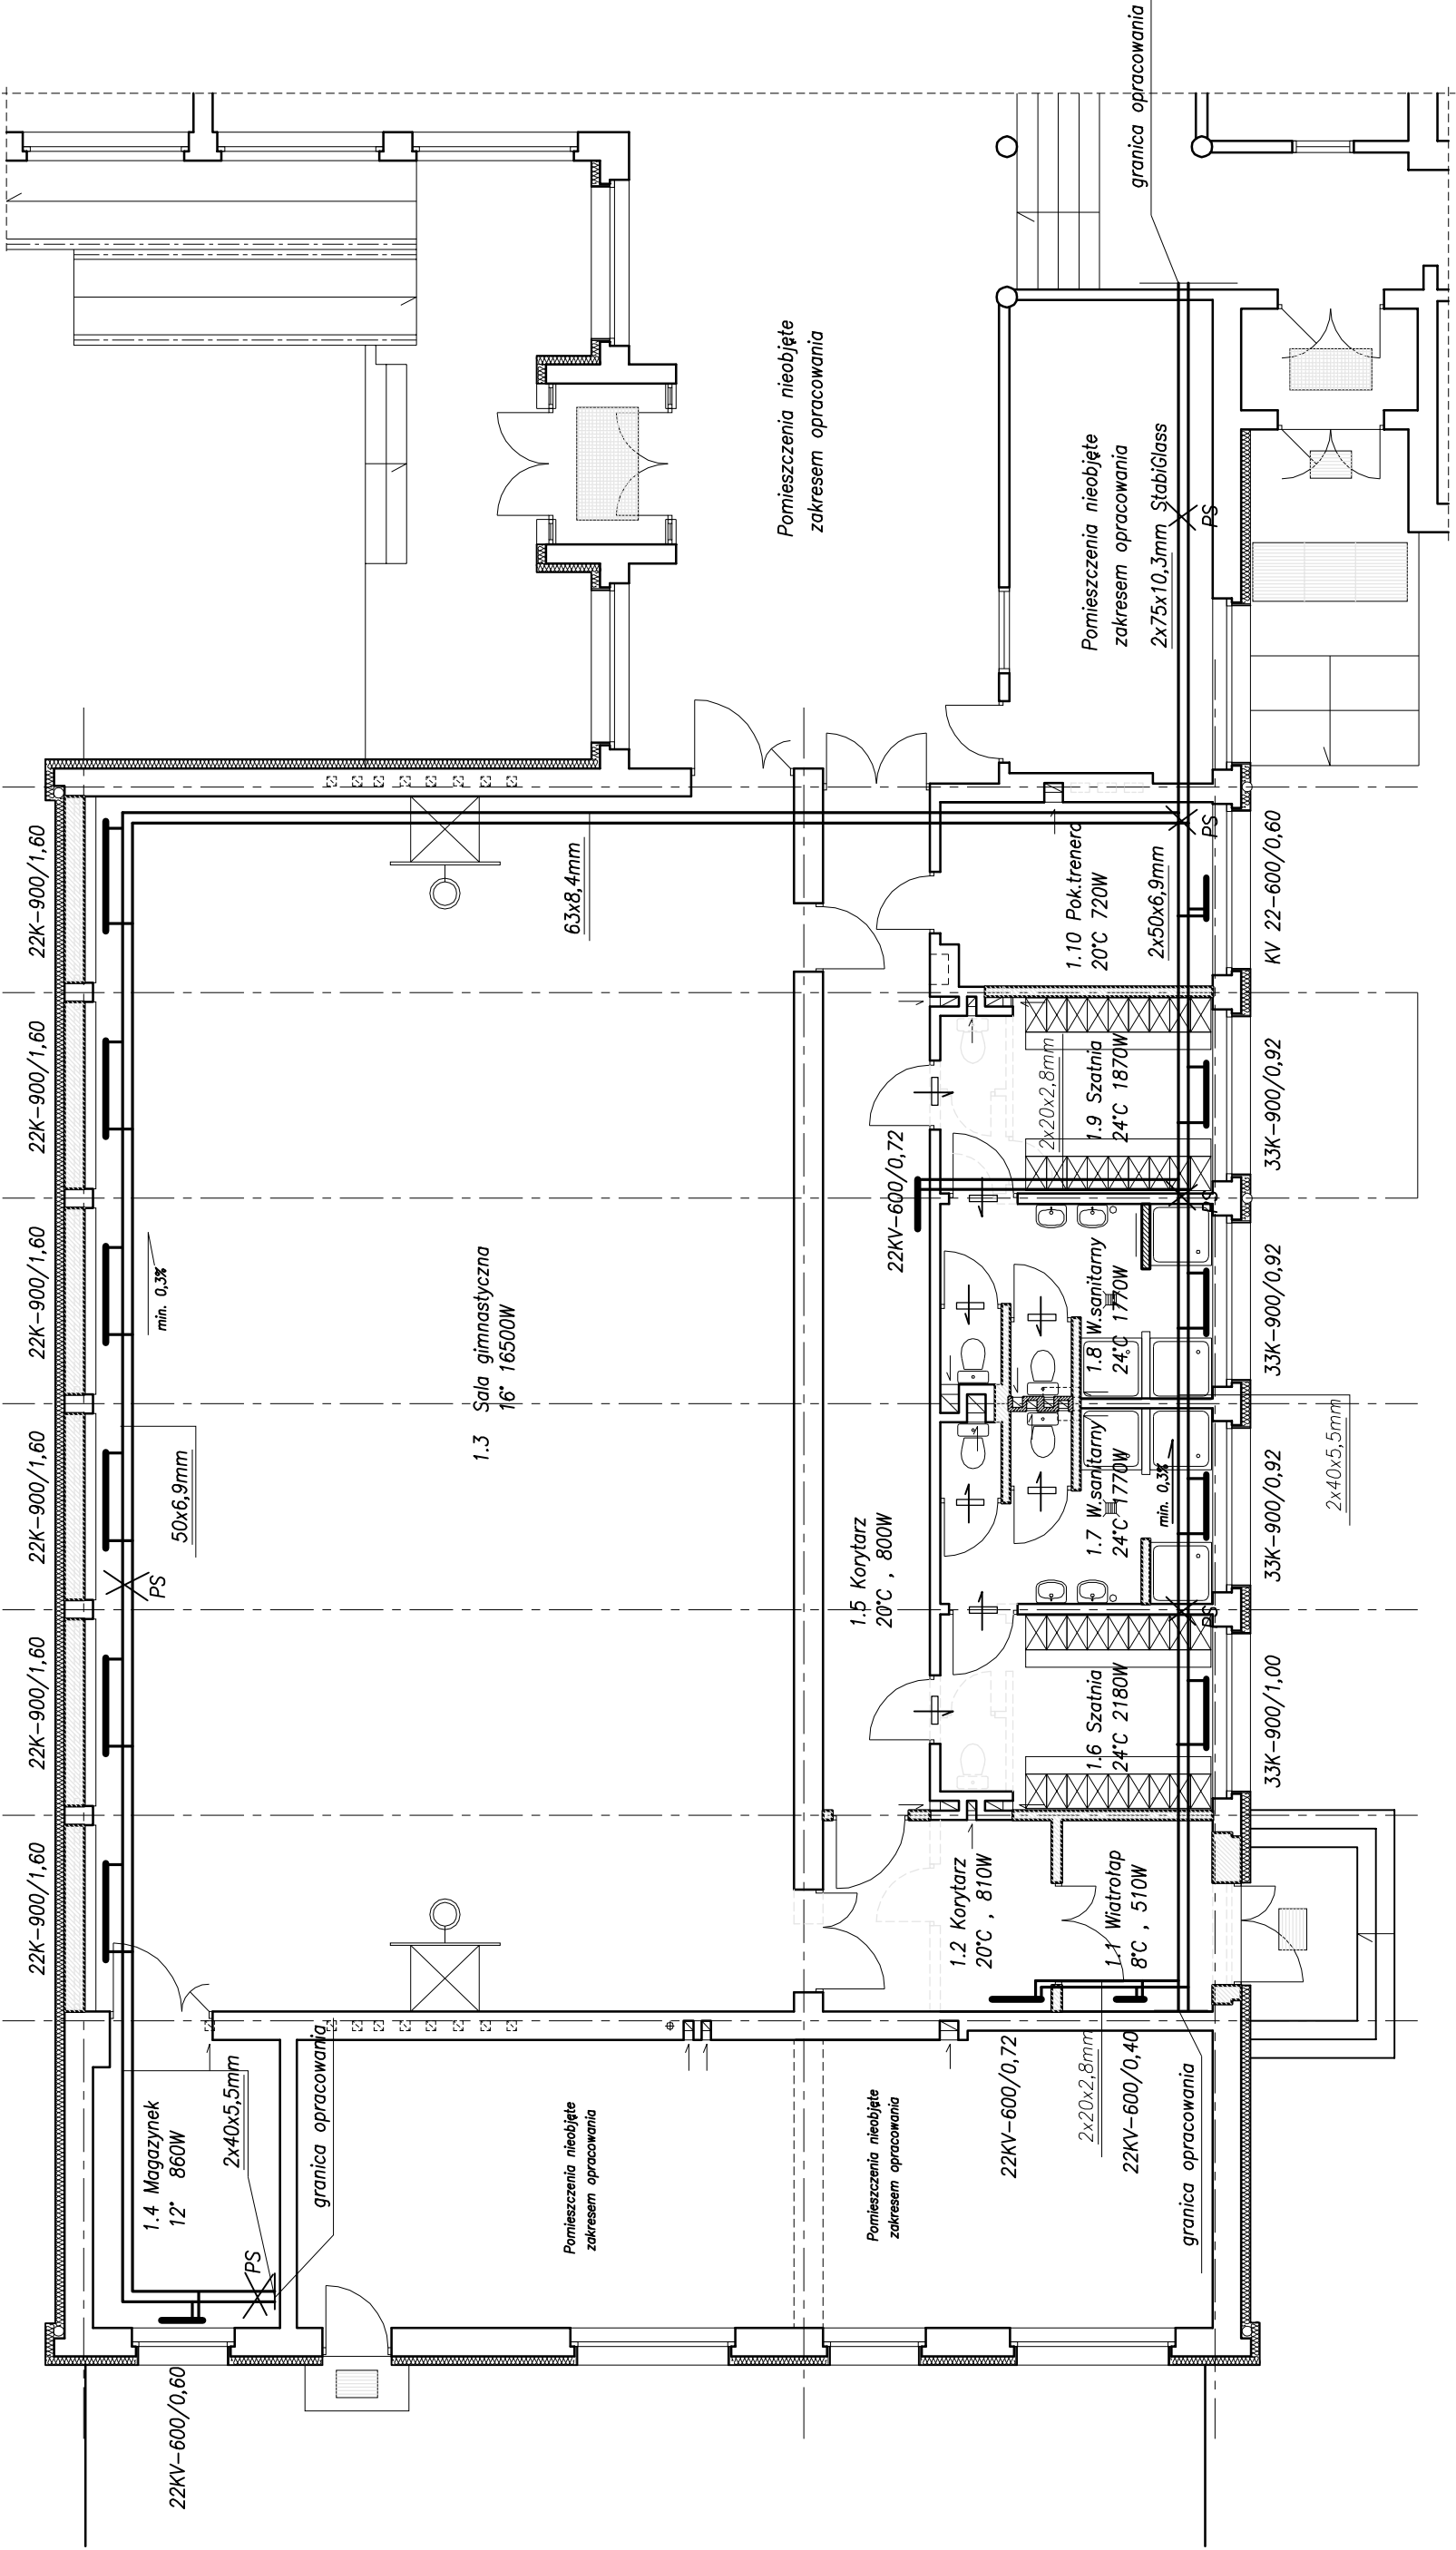 22K-900/1,60
22K-900/1,60
22K-900/1,60
22K-900/1,60
22K-900/1,60
22K-900/1,60
22KV-600/0,60
min. 0,3%
50x6,9mm
PS
63x8,4mm
1.3 Sala gimnastyczna
16° 16500W
1.4 Magazynek
12° 860W
2x40x5,5mm
PS
granica opracowania
Pomieszczenia nieobjęte
zakresem opracowania
Pomieszczenia nieobjęte
zakresem opracowania
Pomieszczenia nieobjęte
zakresem opracowania
Pomieszczenia nieobjęte
zakresem opracowania
2x75x10,3mm StabiGlass
PS
granica opracowania
1.10 Pok.trenera
20°C 720W
2x50x6,9mm
PS
KV 22-600/0,60
2x20x2,8mm
1.9 Szatnia
24°C 1870W
33K-900/0,92
22KV-600/0,72
PS
1.8 W.sanitarny
24°C 1770W
33K-900/0,92
1.7 W.sanitarny
24°C 1770W
min. 0,3%
33K-900/0,92
2x40x5,5mm
1.5 Korytarz
20°C , 800W
PS
1.6 Szatnia
24°C 2180W
33K-900/1,00
1.2 Korytarz
20°C , 810W
1.1 Wiatrołap
8°C , 510W
22KV-600/0,72
2x20x2,8mm
22KV-600/0,40
granica opracowania